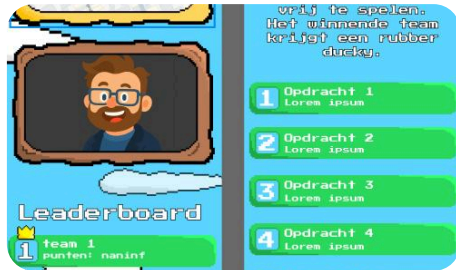 Leaderboard
1
team 1
punten: naninf
vrij te spelen.
Het winnende team
krijgt een rubber
ducky.
1
Opdracht 1
Lorem ipsum
2
Opdracht 2
Lorem ipsum
3
Opdracht 3
Lorem ipsum
4
Opdracht 4
Lorem ipsum